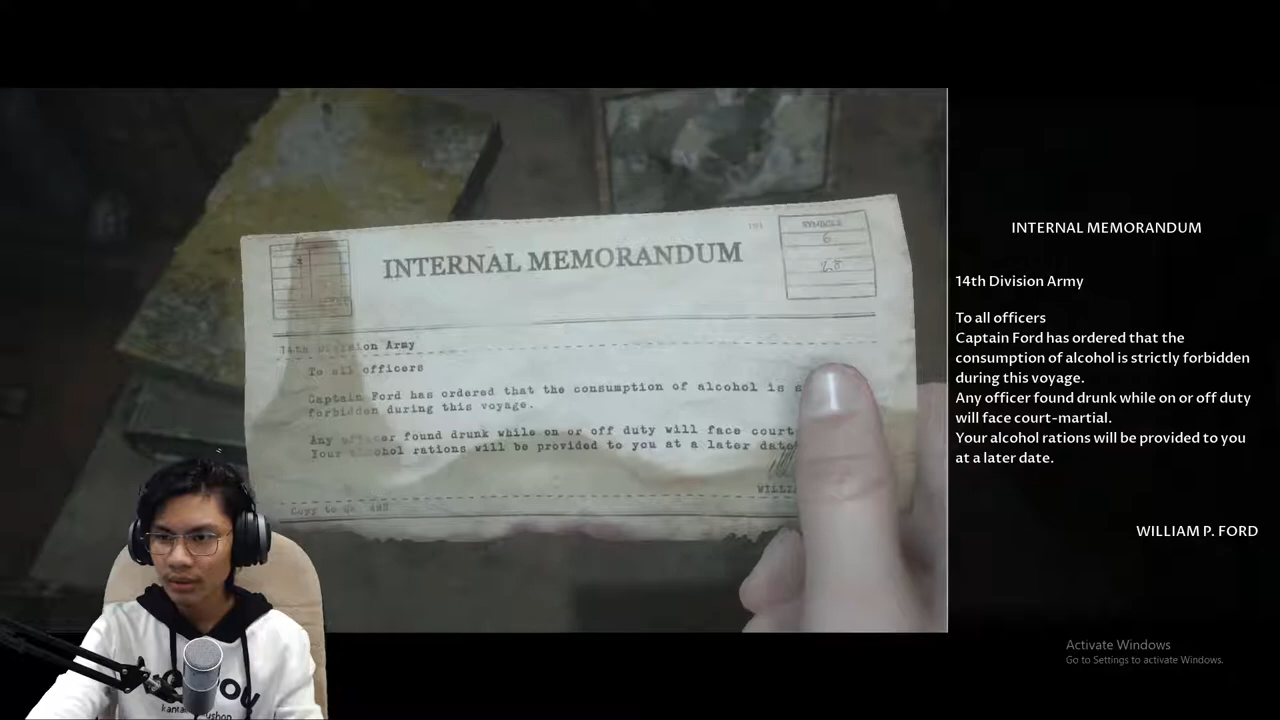 INTERNAL MEMORANDUM
SYMBOLS
6
14th Division Army
To all officers
Captain Ford has ordered that the consumption of alcohol is s
forbidden during this voyage.
Any officer found drunk while on or off duty will face court
Your alcohol rations will be provided to you at a later date
WILLI
Copy to
INTERNAL MEMORANDUM
14th Division Army
To all officers
Captain Ford has ordered that the
consumption of alcohol is strictly forbidden
during this voyage.
Any officer found drunk while on or off duty
will face court-martial.
Your alcohol rations will be provided to you
at a later date.
WILLIAM P. FORD
Activate Windows
Go to Settings to activate Windows.